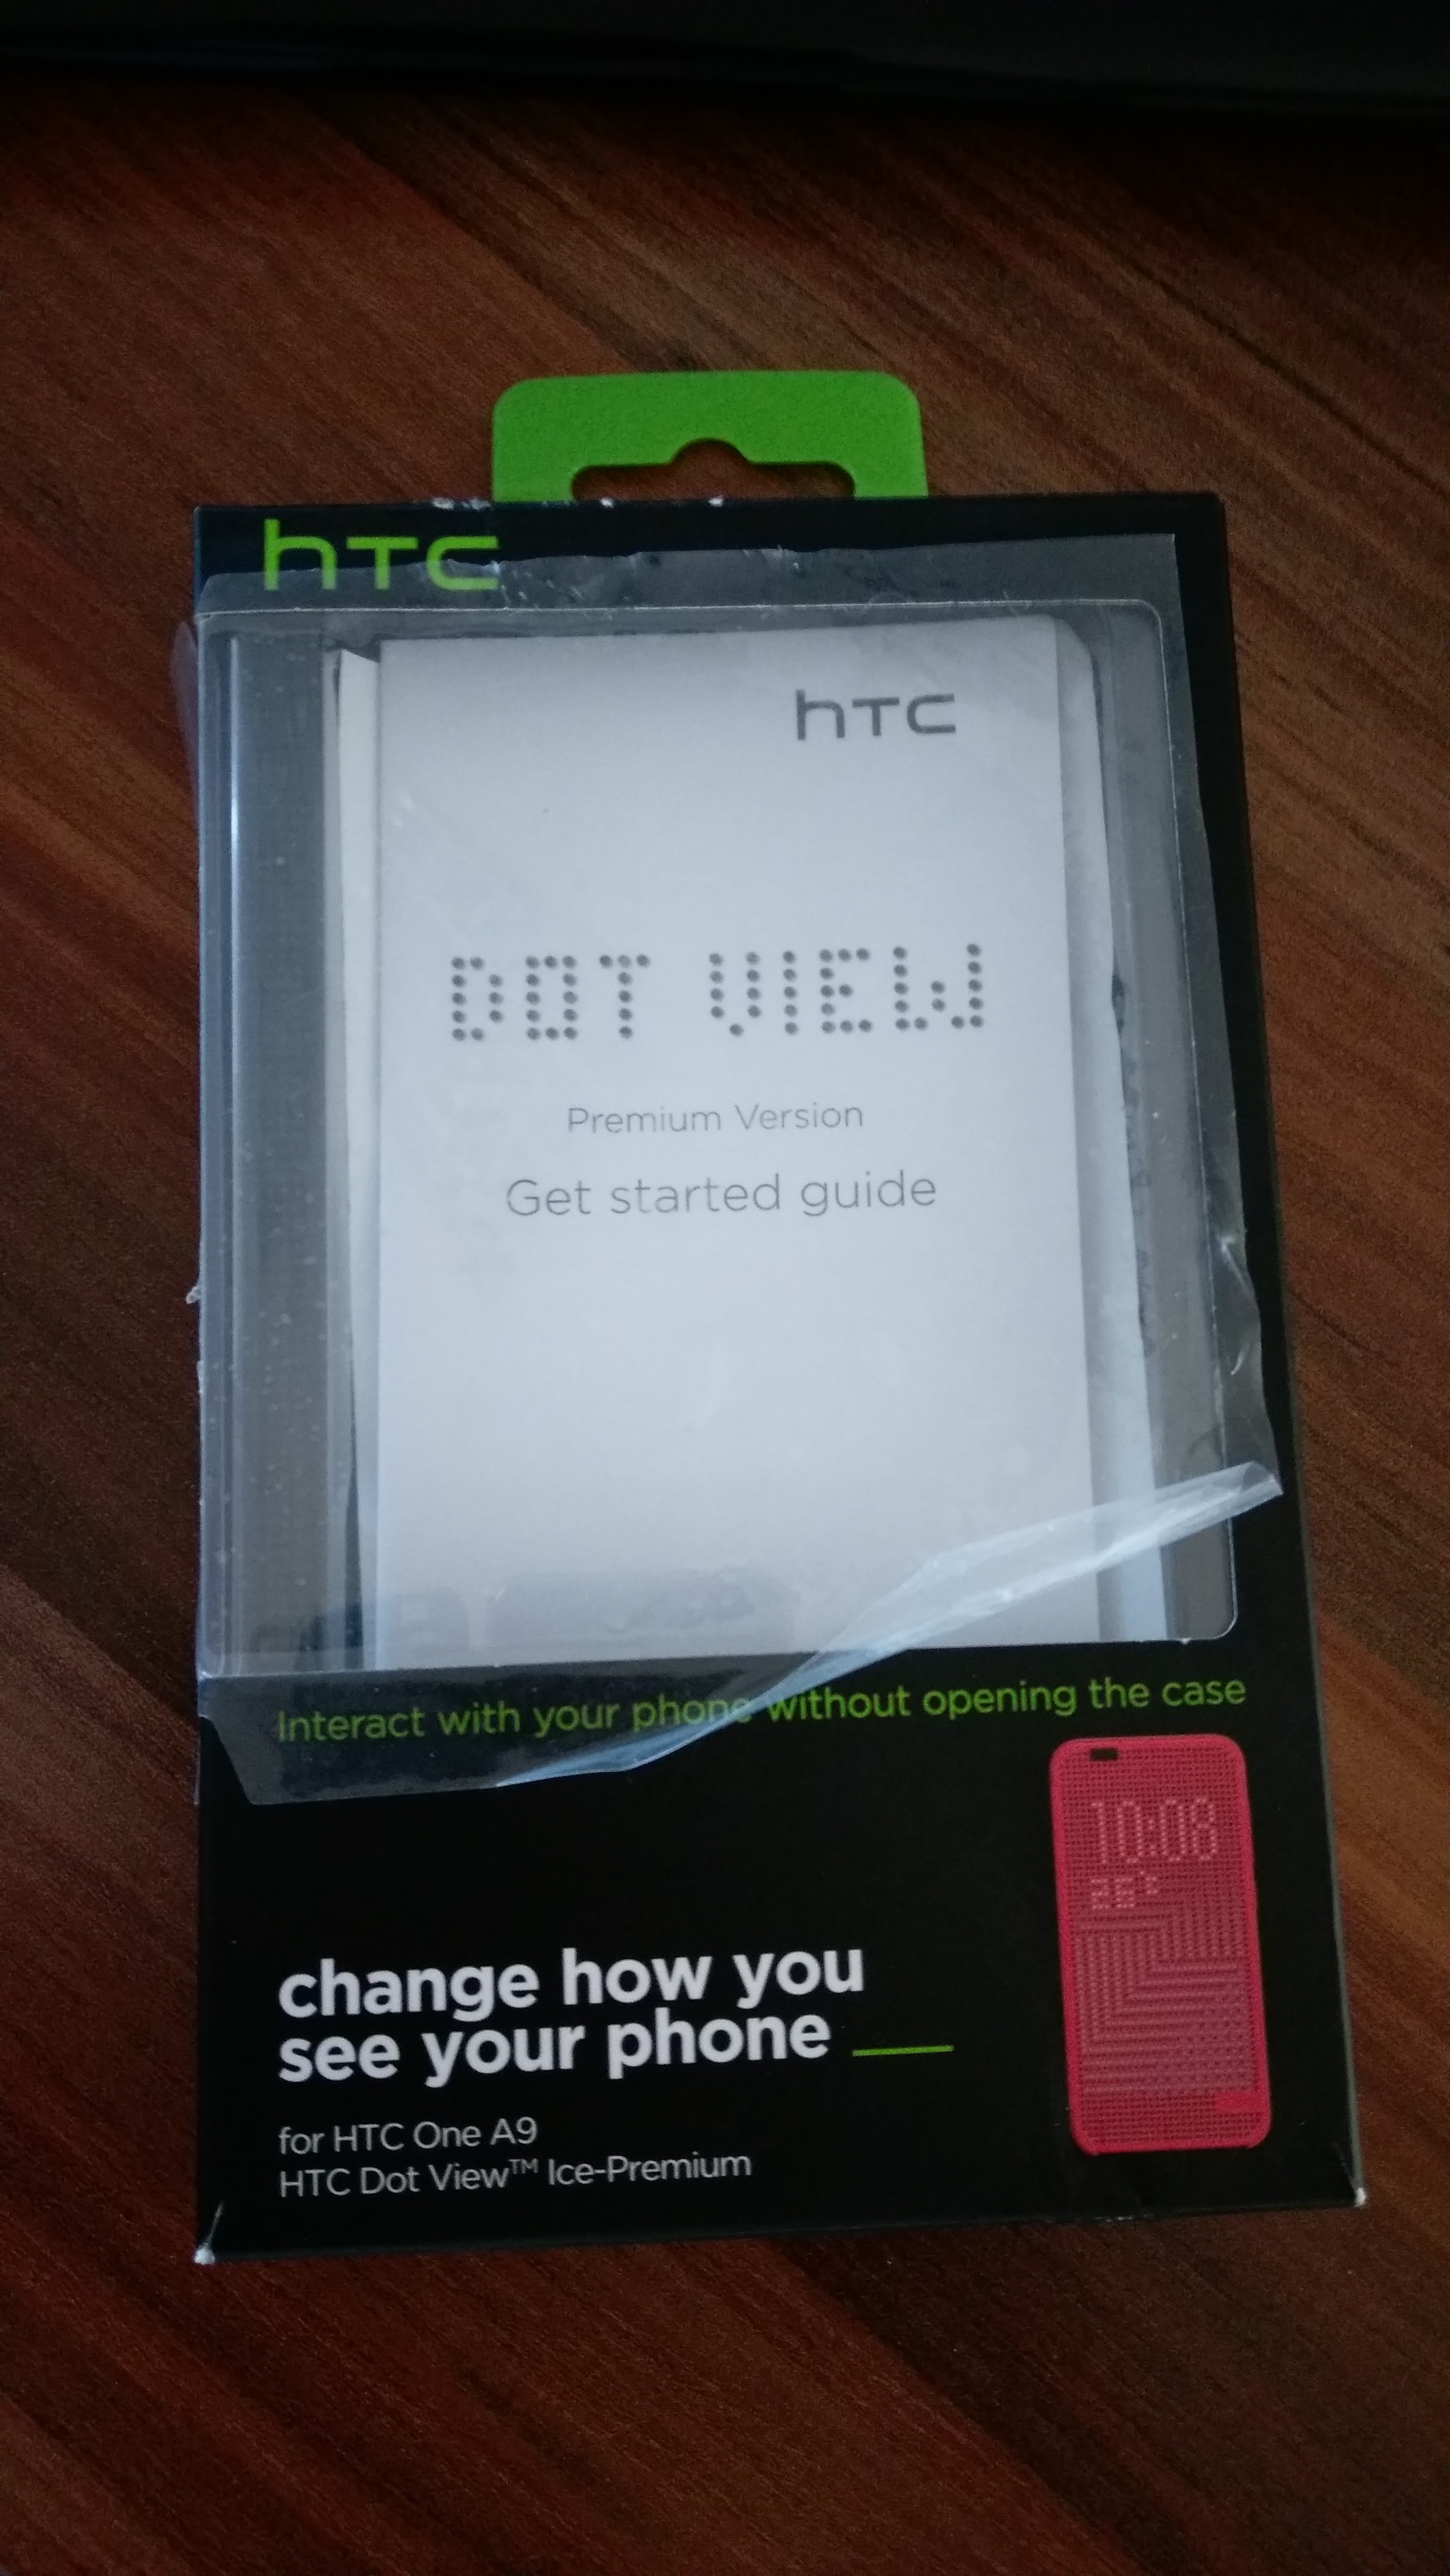 hTC
hTC
DOT VIEW
Premium Version
Get started guide
Interact with your phone without opening the case
10:08
change how you
see your phone
for HTC One A9
HTC Dot View™ Ice-Premium